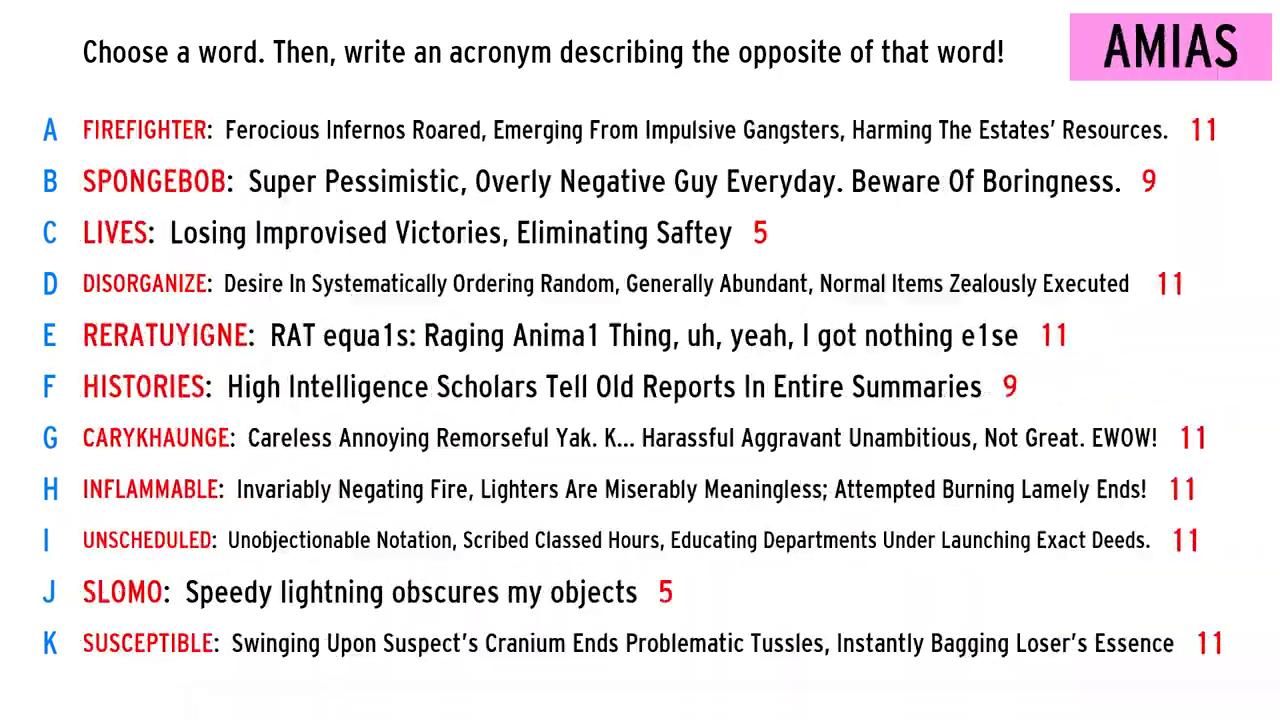 Choose a word. Then, write an acronym describing the opposite of that word!
AMIAS
A FIREFIGHTER: Ferocious Infernos Roared, Emerging From Impulsive Gangsters, Harming The Estates' Resources. 11
B SPONGEBOB: Super Pessimistic, Overly Negative Guy Everyday. Beware Of Boringness. 9
C LIVES: Losing Improvised Victories, Eliminating Saftey 5
D DISORGANIZE: Desire In Systematically Ordering Random, Generally Abundant, Normal Items Zealously Executed 11
E RERATUYIGNE: RAT equa1s: Raging Anima1 Thing, uh, yeah, I got nothing e1se 11
F HISTORIES: High Intelligence Scholars Tell Old Reports In Entire Summaries 9
G CARYKHAUNGE: Careless Annoying Remorseful Yak. K... Harassful Aggravant Unambitious, Not Great. EWOW! 11
H INFLAMMABLE: Invariably Negating Fire, Lighters Are Miserably Meaningless; Attempted Burning Lamely Ends! 11
I UNSCHEDULED: Unobjectionable Notation, Scribed Classed Hours, Educating Departments Under Launching Exact Deeds. 11
J SLOMO: Speedy lightning obscures my objects 5
K SUSCEPTIBLE: Swinging Upon Suspect's Cranium Ends Problematic Tussles, Instantly Bagging Loser's Essence 11